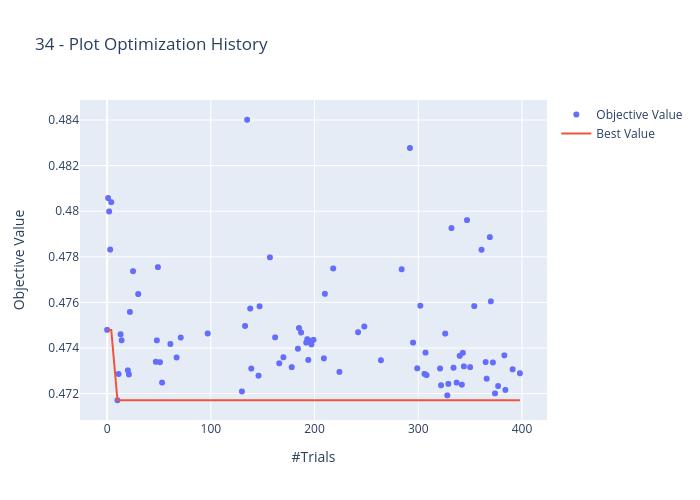 34 - Plot Optimization History
Objective Value
Best Value
0.484
0.482
0.48
0.478
0.476
0.474
0.472
Objective Value
0
100
200
300
400
#Trials